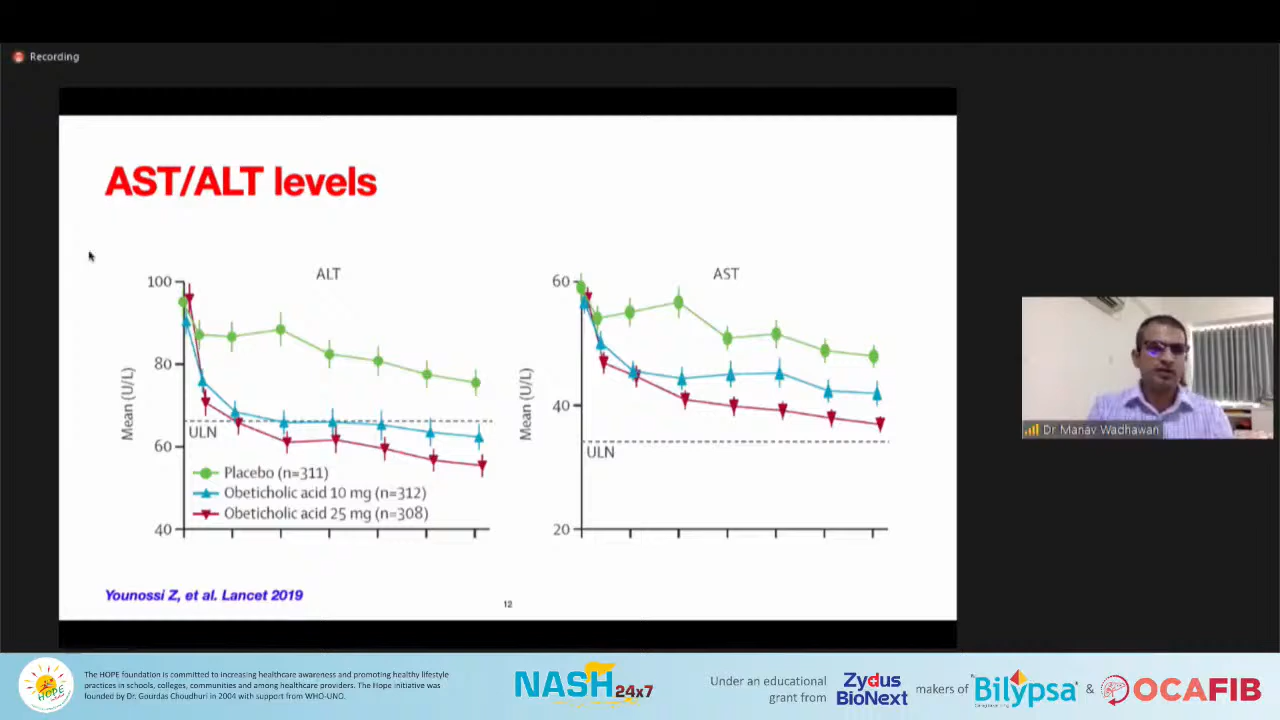 Recording
AST/ALT levels
ALT
100
80
60
40
Mean (U/L)
ULN
Placebo (n=311)
Obeticholic acid 10 mg (n=312)
Obeticholic acid 25 mg (n=308)
AST
60
40
20
Mean (U/L)
ULN
Younossi Z, et al. Lancet 2019
12
Dr Manav Wadhawan
HOPE
The HOPE foundation is committed to increasing healthcare awareness and promoting healthy lifestyle
practices in schools, colleges, communities and among healthcare providers. The Hope initiative was
founded by Dr. Gourdas Choudhuri in 2004 with support from WHO-UNO.
NASH 24x7
Under an educational
grant from
Zydus
BioNext
makers of
Bilypsa
&
OCAFIB